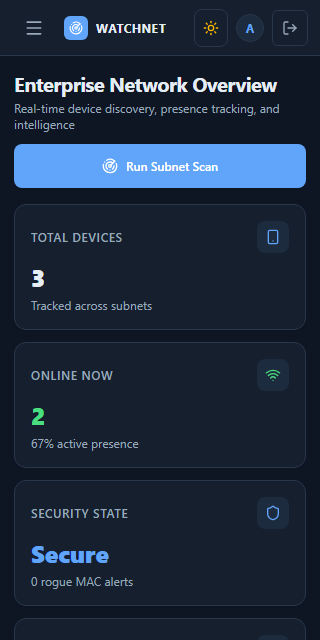 WATCHNET
A
Enterprise Network Overview
Real-time device discovery, presence tracking, and
intelligence
Run Subnet Scan
TOTAL DEVICES
3
Tracked across subnets
ONLINE NOW
2
67% active presence
SECURITY STATE
Secure
0 rogue MAC alerts